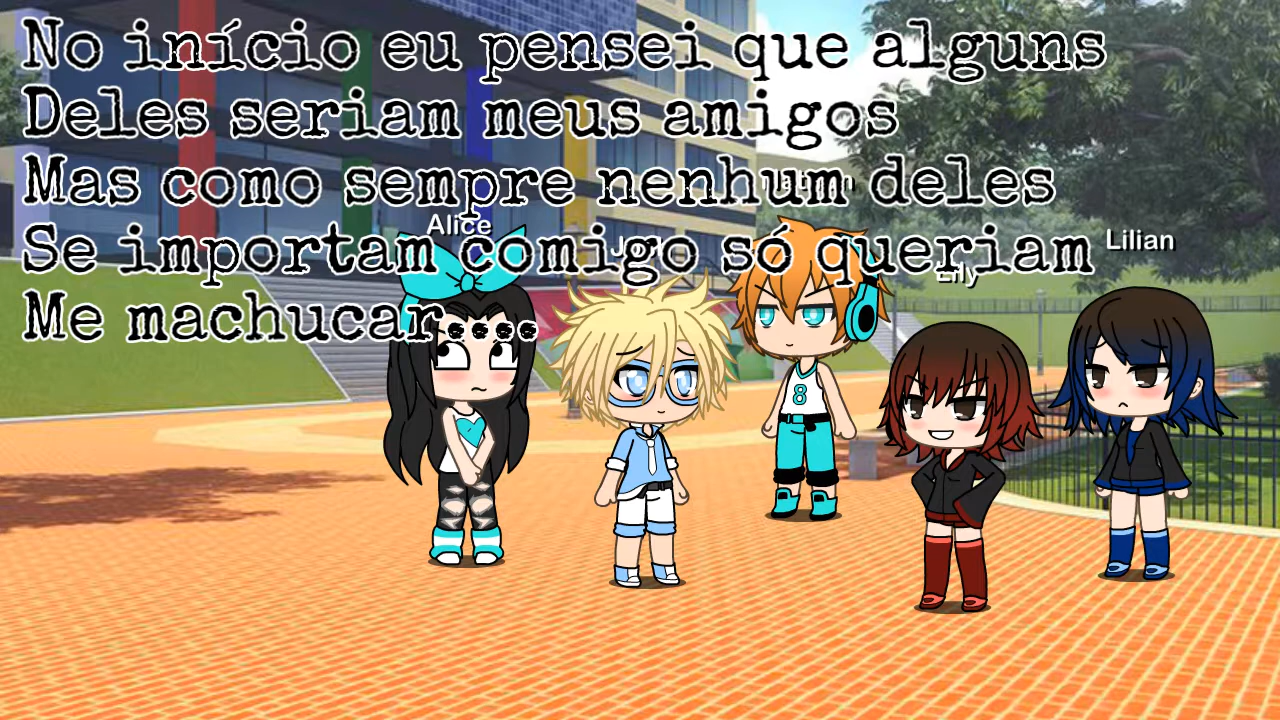 No início eu pensei que alguns
Deles seriam meus amigos
Mas como sempre nenhum deles
Se importam comigo só queriam
Me machucar....
Alice
Lilian
Lily
8